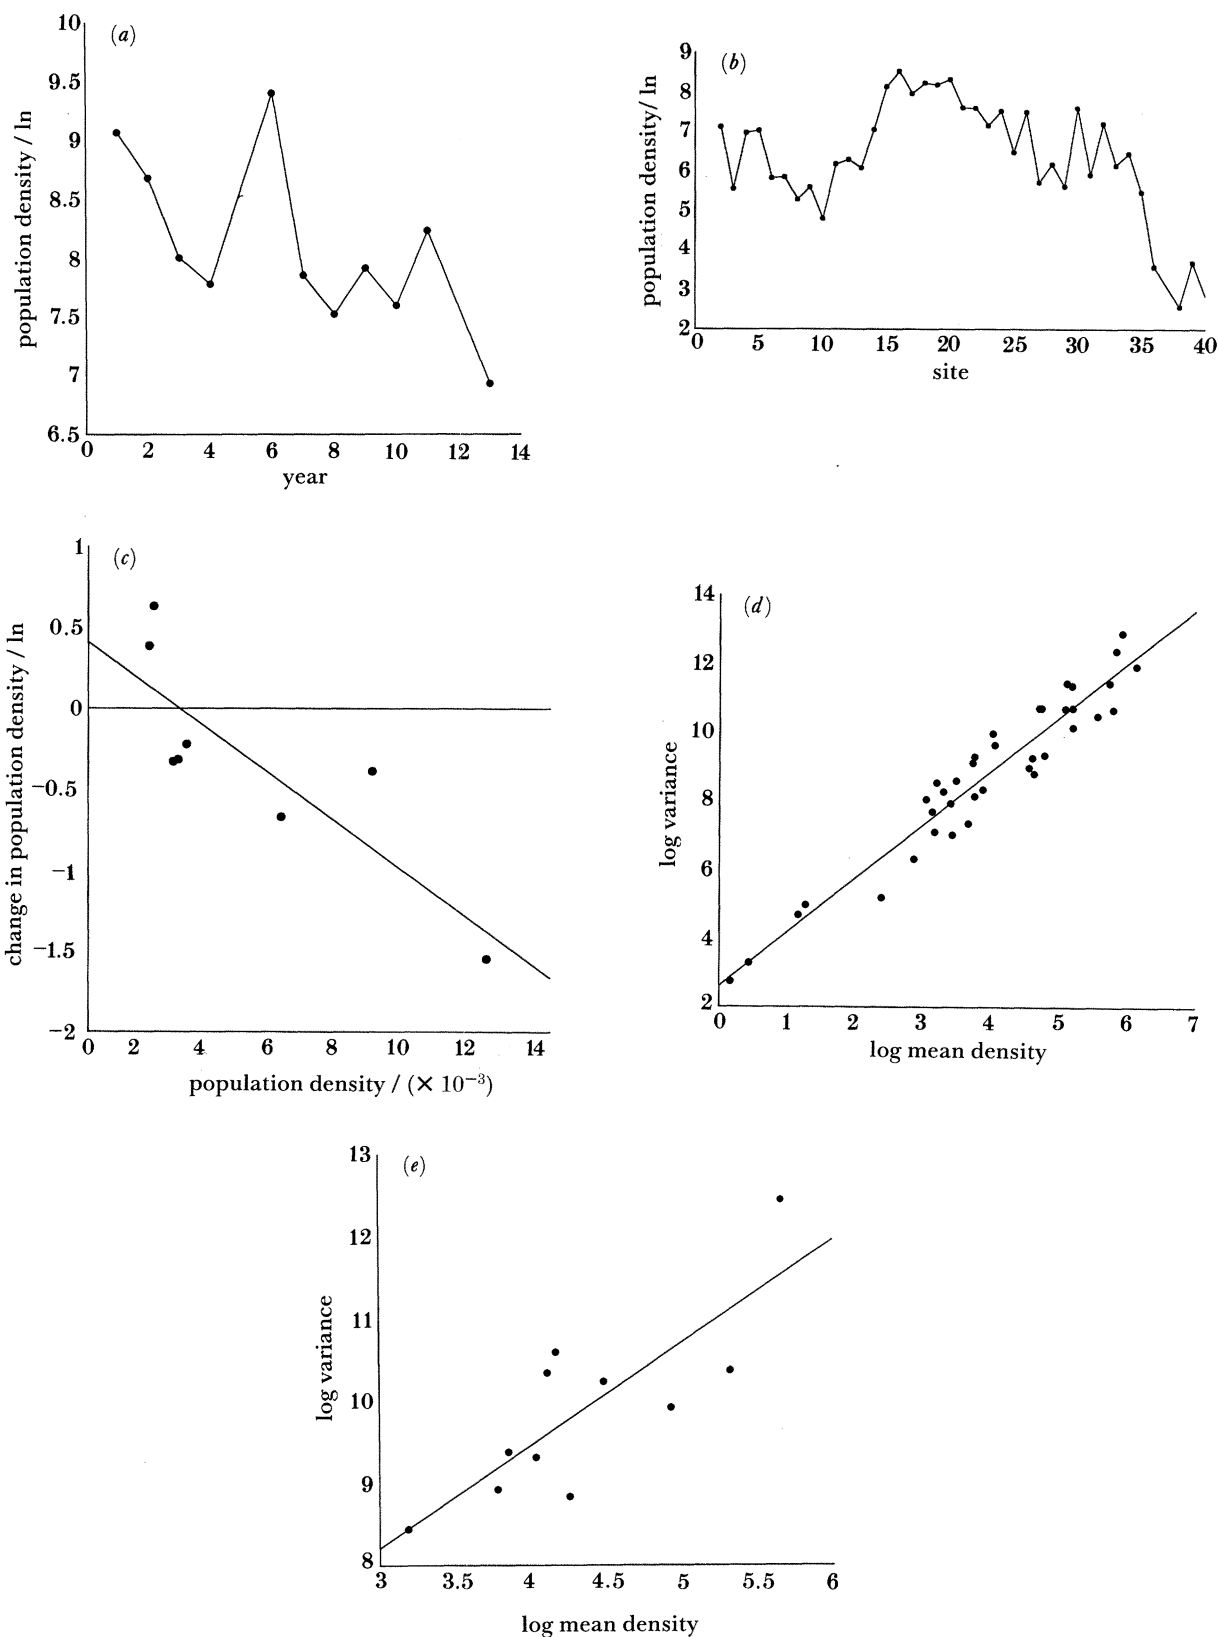 (a)
10
9.5
9
8.5
8
7.5
7
6.5
0 2 4 6 8 10 12 14
year
population density / ln
(b)
9
8
7
6
5
4
3
2
0 5 10 15 20 25 30 35 40
site
population density/ ln
(c)
1
0.5
0
−0.5
−1
−1.5
−2
0 2 4 6 8 10 12 14
population density / (× 10⁻³)
change in population density / ln
(d)
14
12
10
8
6
4
2
0 1 2 3 4 5 6 7
log mean density
log variance
(e)
13
12
11
10
9
8
3 3.5 4 4.5 5 5.5 6
log mean density
log variance